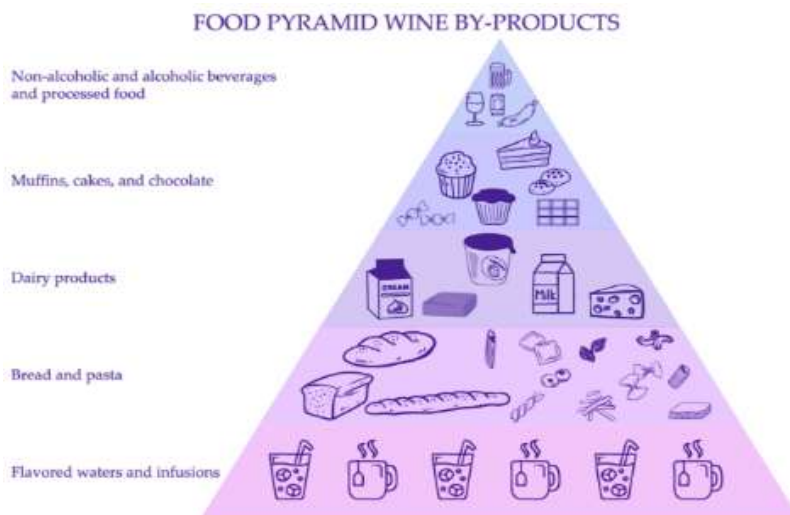 FOOD PYRAMID WINE BY-PRODUCTS
Non-alcoholic and alcoholic beverages
and processed food
Muffins, cakes, and chocolate
Dairy products
CREAM
Milk
Bread and pasta
Flavored waters and infusions